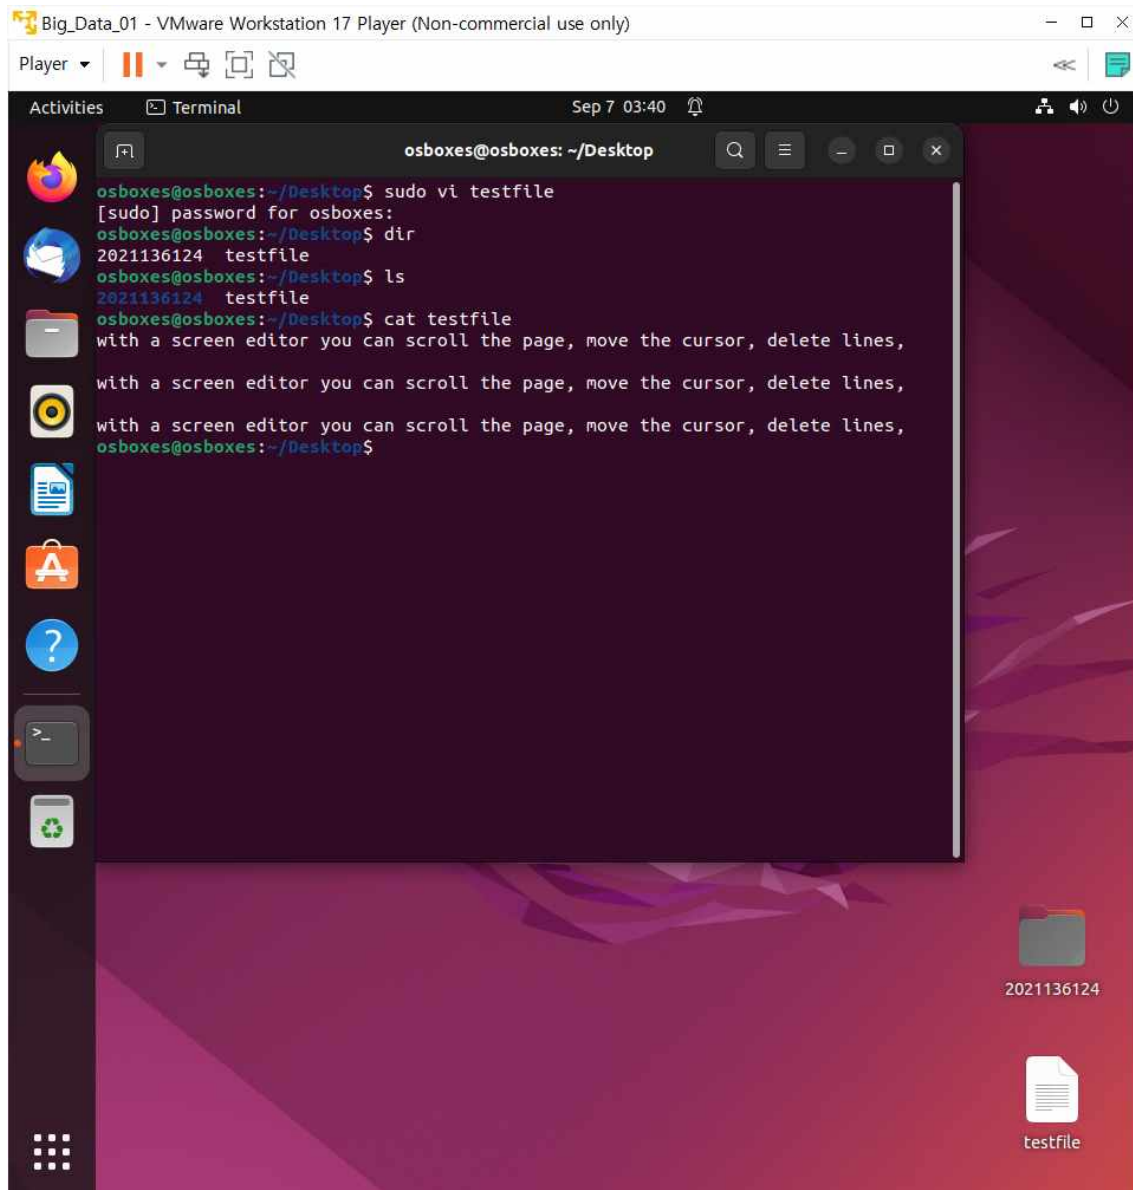 Big_Data_01 - VMware Workstation 17 Player (Non-commercial use only)
Player
Activities Terminal Sep 7 03:40
osboxes@osboxes: ~/Desktop
osboxes@osboxes:~/Desktop$ sudo vi testfile
[sudo] password for osboxes:
osboxes@osboxes:~/Desktop$ dir
2021136124  testfile
osboxes@osboxes:~/Desktop$ ls
2021136124  testfile
osboxes@osboxes:~/Desktop$ cat testfile
with a screen editor you can scroll the page, move the cursor, delete lines,
with a screen editor you can scroll the page, move the cursor, delete lines,
with a screen editor you can scroll the page, move the cursor, delete lines,
osboxes@osboxes:~/Desktop$
2021136124
testfile